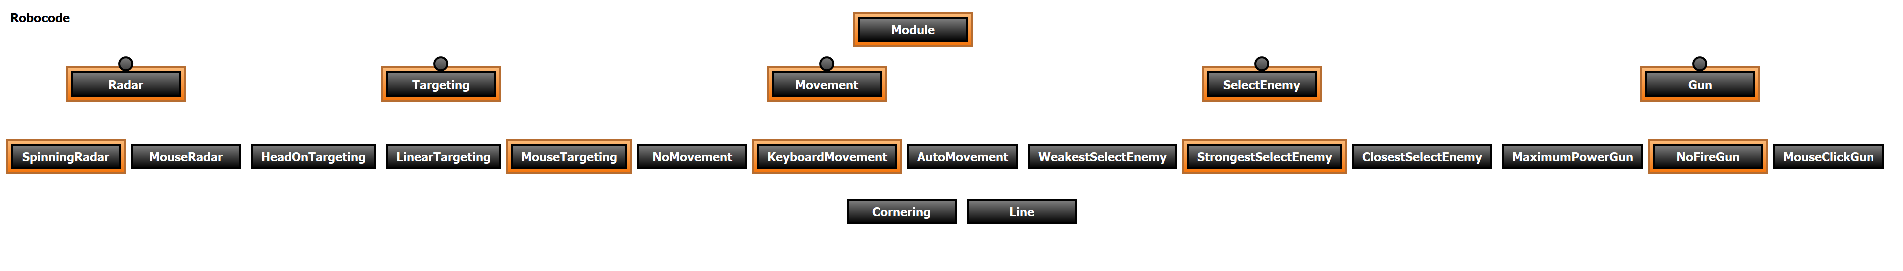 Robocode
Module
Radar
Targeting
Movement
SelectEnemy
Gun
SpinningRadar
MouseRadar
HeadOnTargeting
LinearTargeting
MouseTargeting
NoMovement
KeyboardMovement
AutoMovement
WeakestSelectEnemy
StrongestSelectEnemy
ClosestSelectEnemy
MaximumPowerGun
NoFireGun
MouseClickGun
Cornering
Line